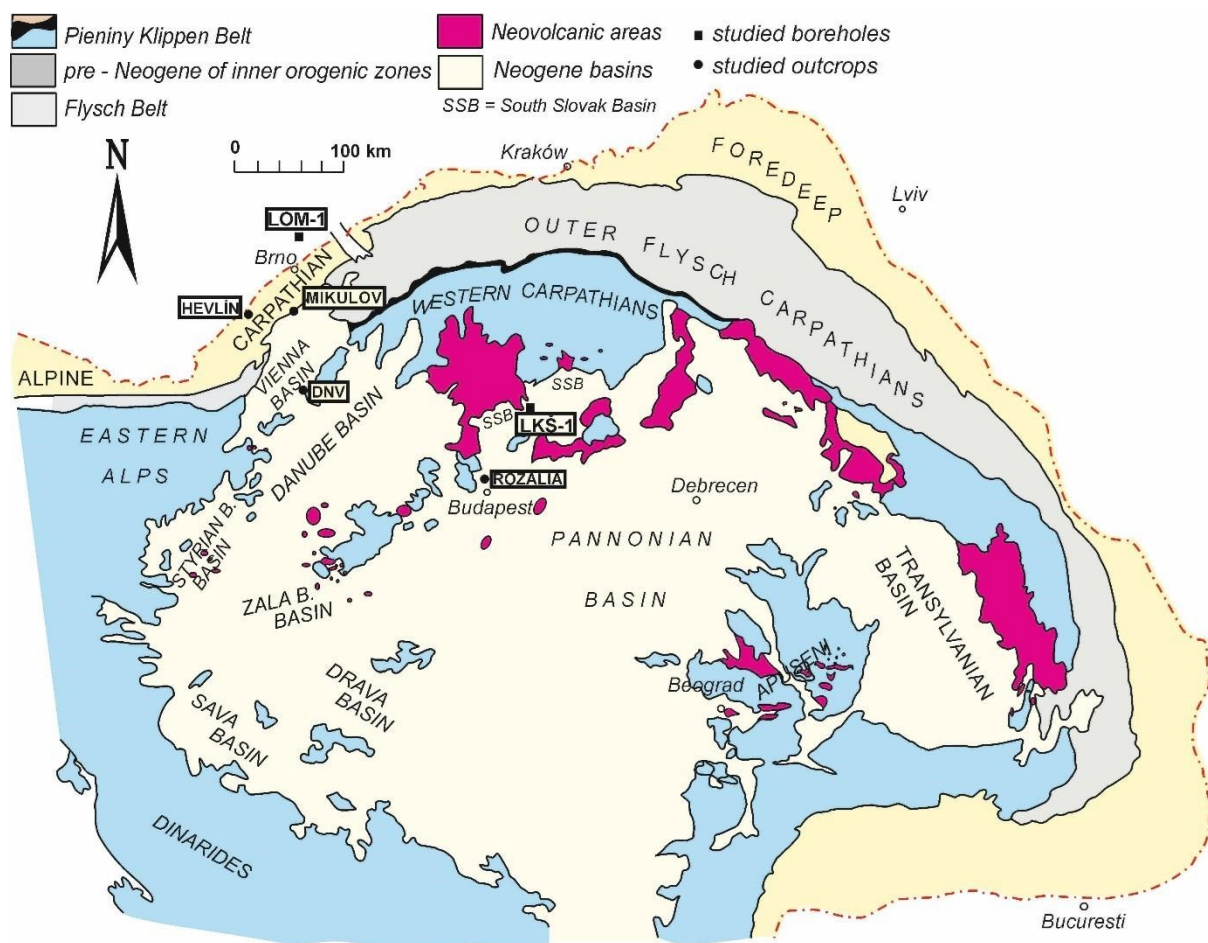 Pieniny Klippen Belt
pre - Neogene of inner orogenic zones
Flysch Belt
Neovolcanic areas
Neogene basins
SSB = South Slovak Basin
studied boreholes
studied outcrops
N
0 100 km
Kraków
FOREDEEP
Lviv
LOM-1
Brno
OUTER FLYSCH CARPATHIANS
HEVLÍN
MIKULOV
CARPATHIAN
WESTERN CARPATHIANS
ALPINE
VIENNA
BASIN
DNV
SSB
SSB
LKŠ-1
EASTERN
ALPS
DANUBE BASIN
ROZALIA
Budapest
Debrecen
STYRIAN B.
BASIN
PANNONIAN
BASIN
ZALA B.
BASIN
TRANSYLVANIAN
BASIN
DRAVA
BASIN
SAVA
BASIN
APUSENI
Beograd
DINARIDES
Bucuresti